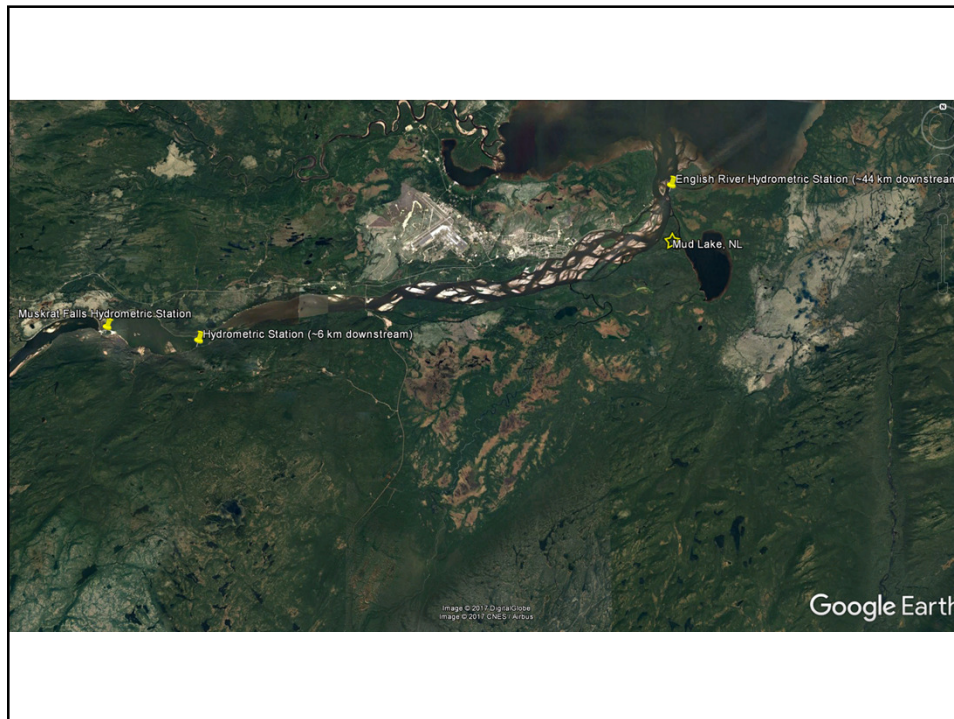 English River Hydrometric Station (~44 km downstream
Mud Lake, NL
Muskrat Falls Hydrometric Station
Hydrometric Station (~6 km downstream)
Image © 2017 DigitalGlobe
Image © 2017 CNES / Airbus
Google Earth